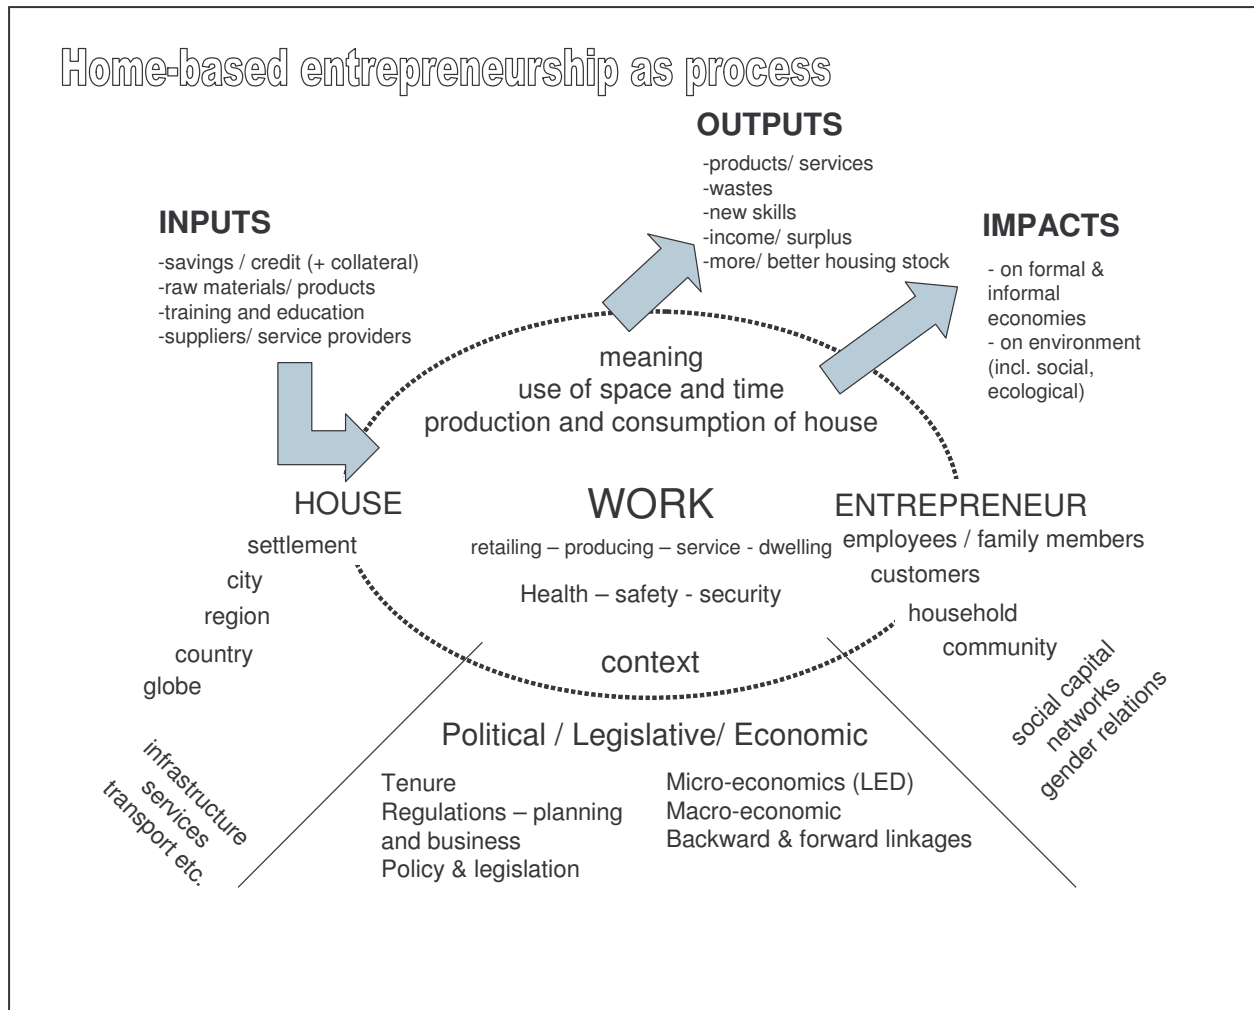 Home-based entrepreneurship as process
OUTPUTS
-products/ services
-wastes
-new skills
-income/ surplus
-more/ better housing stock
INPUTS
-savings / credit (+ collateral)
-raw materials/ products
-training and education
-suppliers/ service providers
IMPACTS
- on formal &
informal
economies
- on environment
(incl. social,
ecological)
meaning
use of space and time
production and consumption of house
HOUSE
settlement
city
region
country
globe
WORK
retailing – producing – service - dwelling
Health – safety - security
context
ENTREPRENEUR
employees / family members
customers
household
community
infrastructure
services
transport etc.
Political / Legislative/ Economic
Tenure
Regulations – planning
and business
Policy & legislation
Micro-economics (LED)
Macro-economic
Backward & forward linkages
social capital
networks
gender relations